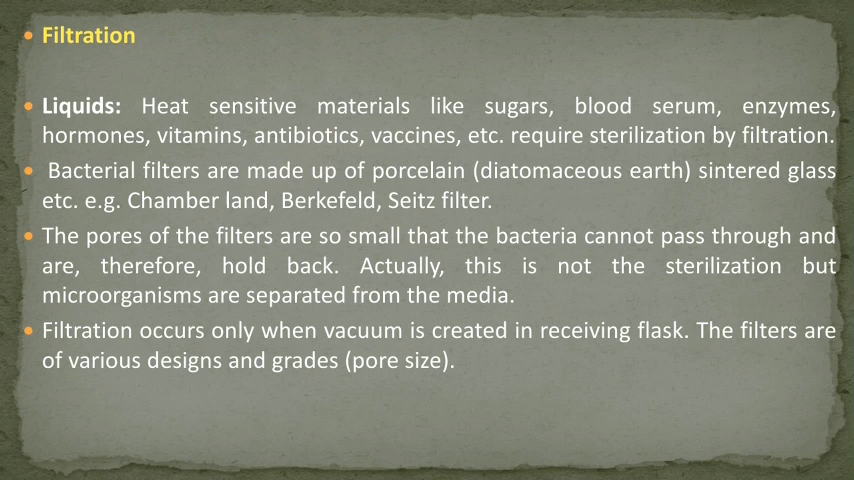 Filtration
Liquids: Heat sensitive materials like sugars, blood serum, enzymes,
hormones, vitamins, antibiotics, vaccines, etc. require sterilization by filtration.
Bacterial filters are made up of porcelain (diatomaceous earth) sintered glass
etc. e.g. Chamber land, Berkefeld, Seitz filter.
The pores of the filters are so small that the bacteria cannot pass through and
are, therefore, hold back. Actually, this is not the sterilization but
microorganisms are separated from the media.
Filtration occurs only when vacuum is created in receiving flask. The filters are
of various designs and grades (pore size).